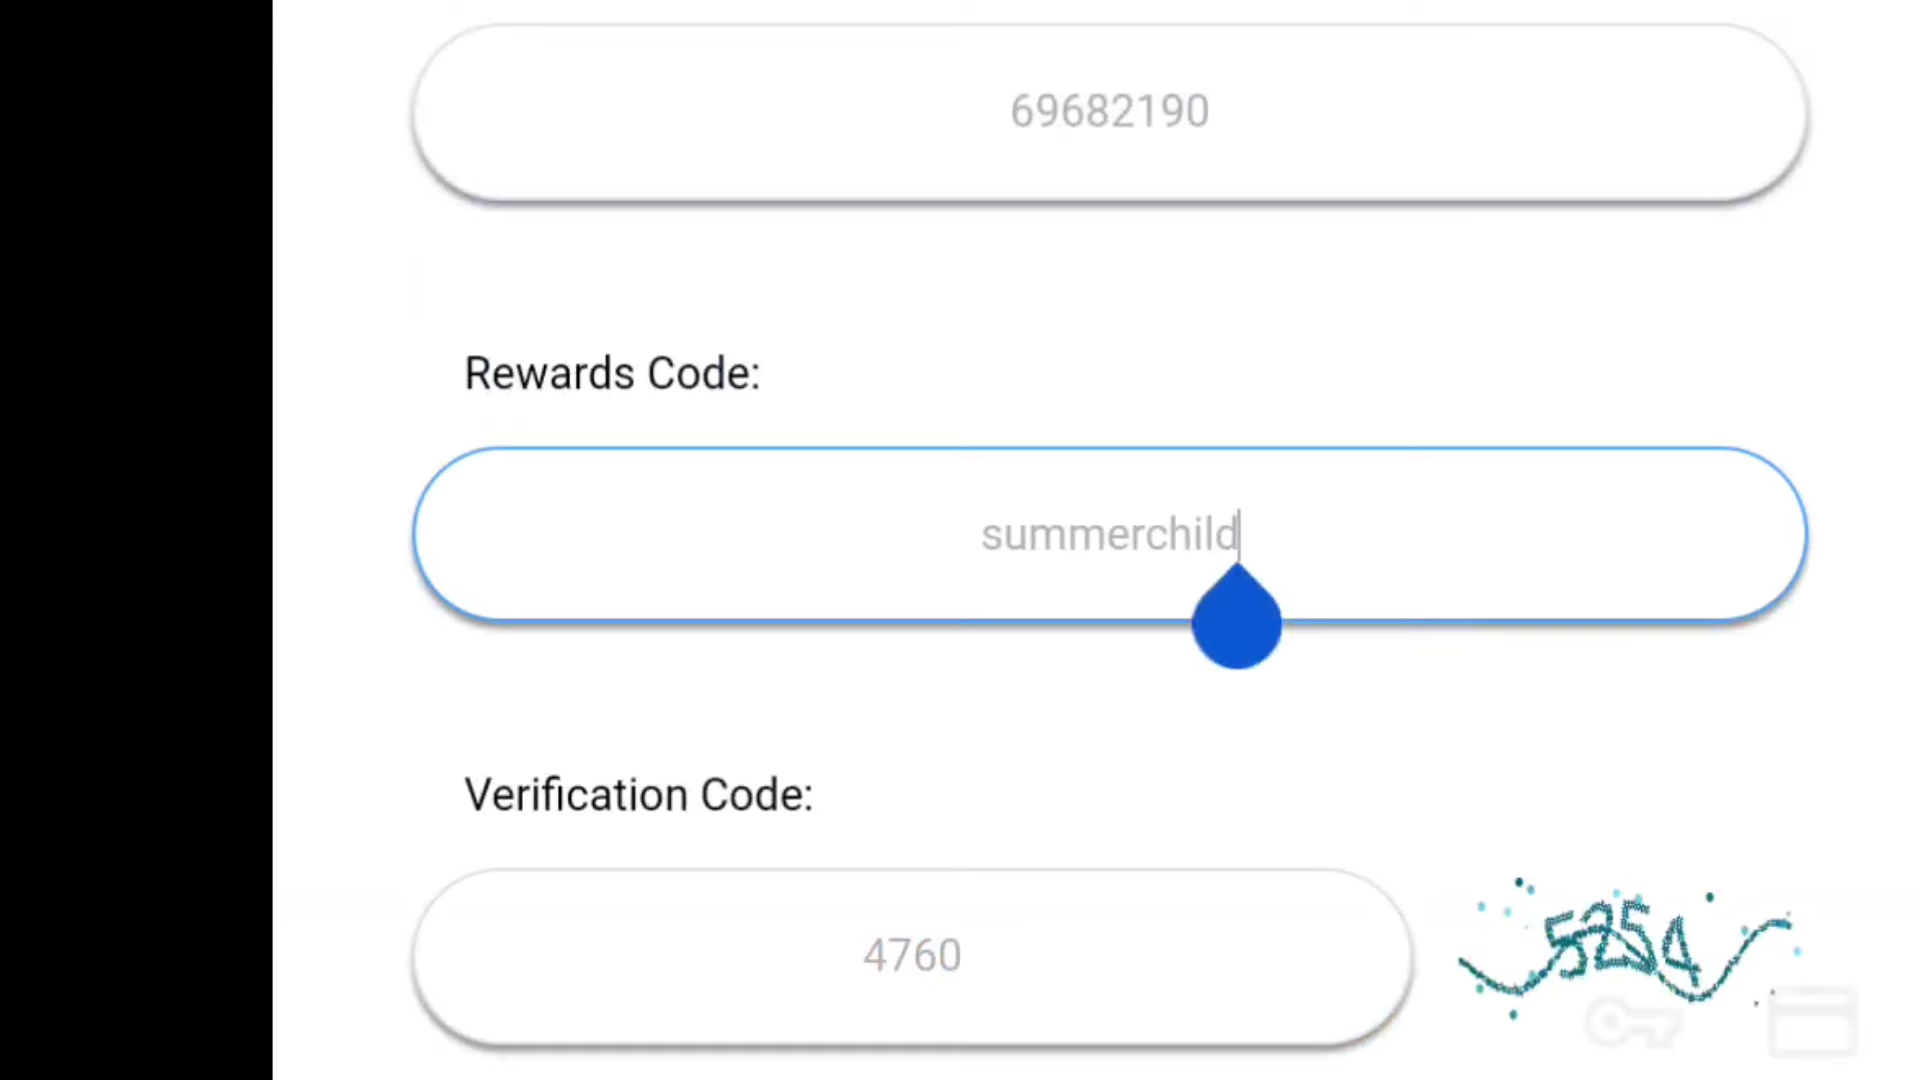 69682190
Rewards Code:
summerchild
Verification Code:
4760
5254